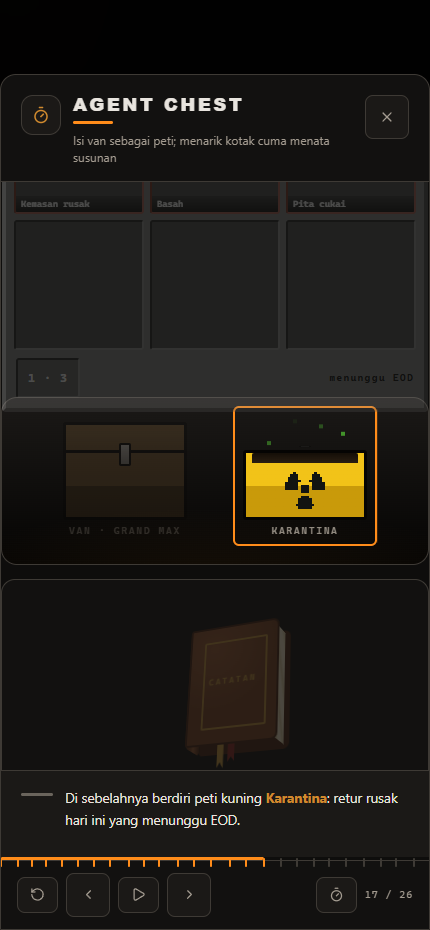 AGENT CHEST
Isi van sebagai peti; menarik kotak cuma menata
susunan
Kemasan rusak
Basah
Pita cukai
1 · 3
menunggu EOD
VAN · GRAND MAX
KARANTINA
CATATAN
Di sebelahnya berdiri peti kuning Karantina: retur rusak
hari ini yang menunggu EOD.
17 / 26